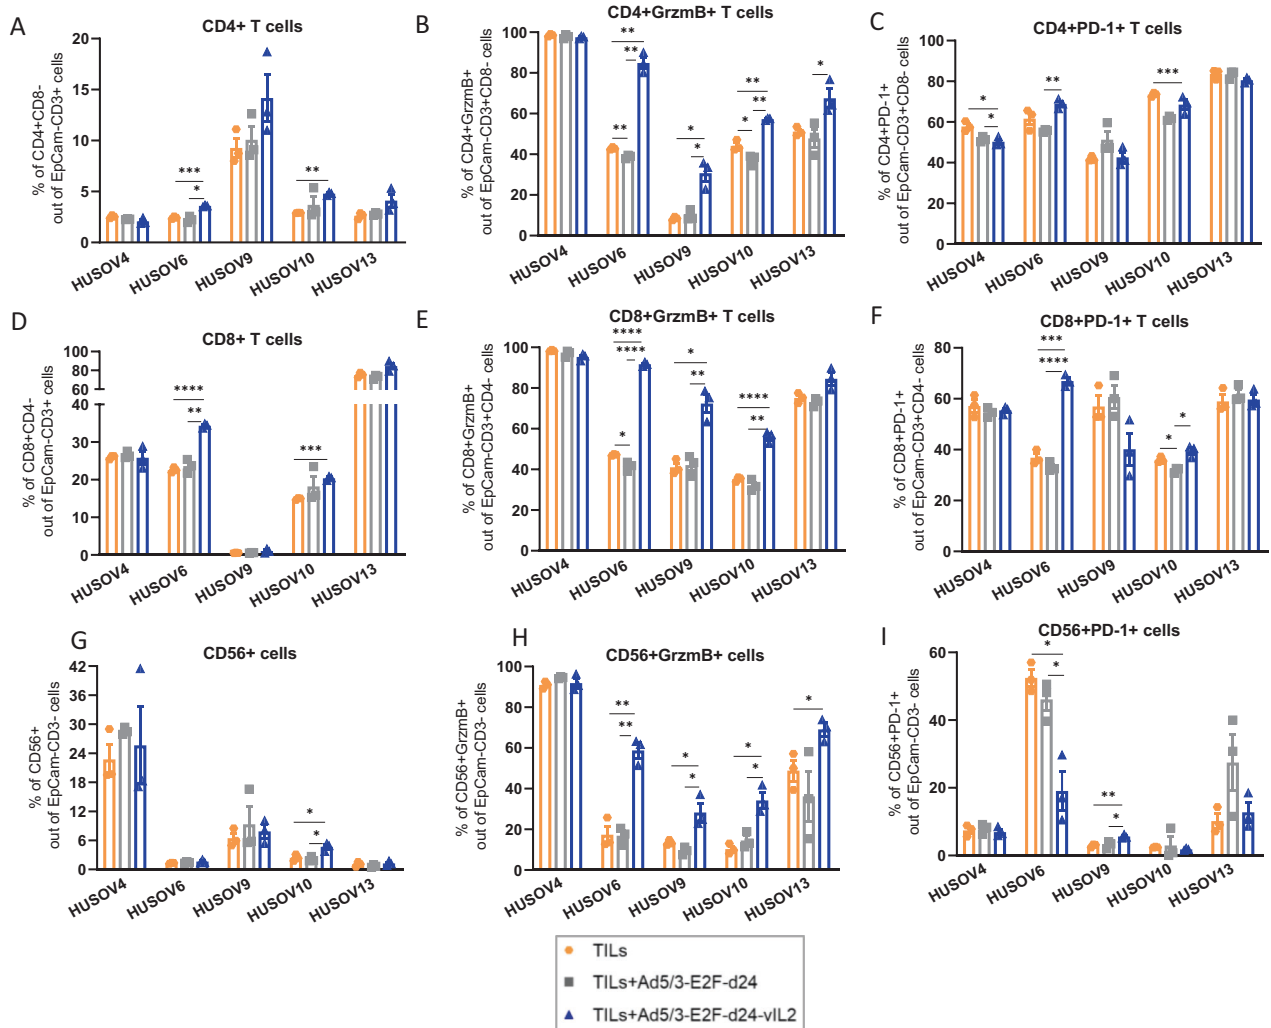 A
CD4+ T cells
% of CD4+CD8-
out of EpCam-CD3+ cells
20
15
10
5
0
*** * **
HUSOV4 HUSOV6 HUSOV9 HUSOV10 HUSOV13
B
CD4+GrzmB+ T cells
% of CD4+GrzmB+
out of EpCam-CD3+CD8- cells
100
80
60
40
20
0
** ** ** * * ** ** * *
HUSOV4 HUSOV6 HUSOV9 HUSOV10 HUSOV13
C
CD4+PD-1+ T cells
% of CD4+PD-1+
out of EpCam-CD3+CD8- cells
100
80
60
40
20
0
* * ** ***
HUSOV4 HUSOV6 HUSOV9 HUSOV10 HUSOV13
D
CD8+ T cells
% of CD8+CD4-
out of EpCam-CD3+ cells
100
80
60
40
30
20
10
0
**** ** ***
HUSOV4 HUSOV6 HUSOV9 HUSOV10 HUSOV13
E
CD8+GrzmB+ T cells
% of CD8+GrzmB+
out of EpCam-CD3+CD4- cells
100
80
60
40
20
0
**** **** * * ** **** **
HUSOV4 HUSOV6 HUSOV9 HUSOV10 HUSOV13
F
CD8+PD-1+ T cells
% of CD8+PD-1+
out of EpCam-CD3+CD4- cells
80
60
40
20
0
*** **** * *
HUSOV4 HUSOV6 HUSOV9 HUSOV10 HUSOV13
G
CD56+ cells
% of CD56+
out of EpCam-CD3- cells
42
36
30
24
18
12
6
0
* *
HUSOV4 HUSOV6 HUSOV9 HUSOV10 HUSOV13
H
CD56+GrzmB+ cells
% of CD56+GrzmB+
out of EpCam-CD3- cells
100
80
60
40
20
0
** ** * * * * *
HUSOV4 HUSOV6 HUSOV9 HUSOV10 HUSOV13
I
CD56+PD-1+ cells
% of CD56+PD-1+
out of EpCam-CD3- cells
60
40
20
0
* * ** *
HUSOV4 HUSOV6 HUSOV9 HUSOV10 HUSOV13
TILs
TILs+Ad5/3-E2F-d24
TILs+Ad5/3-E2F-d24-vIL2